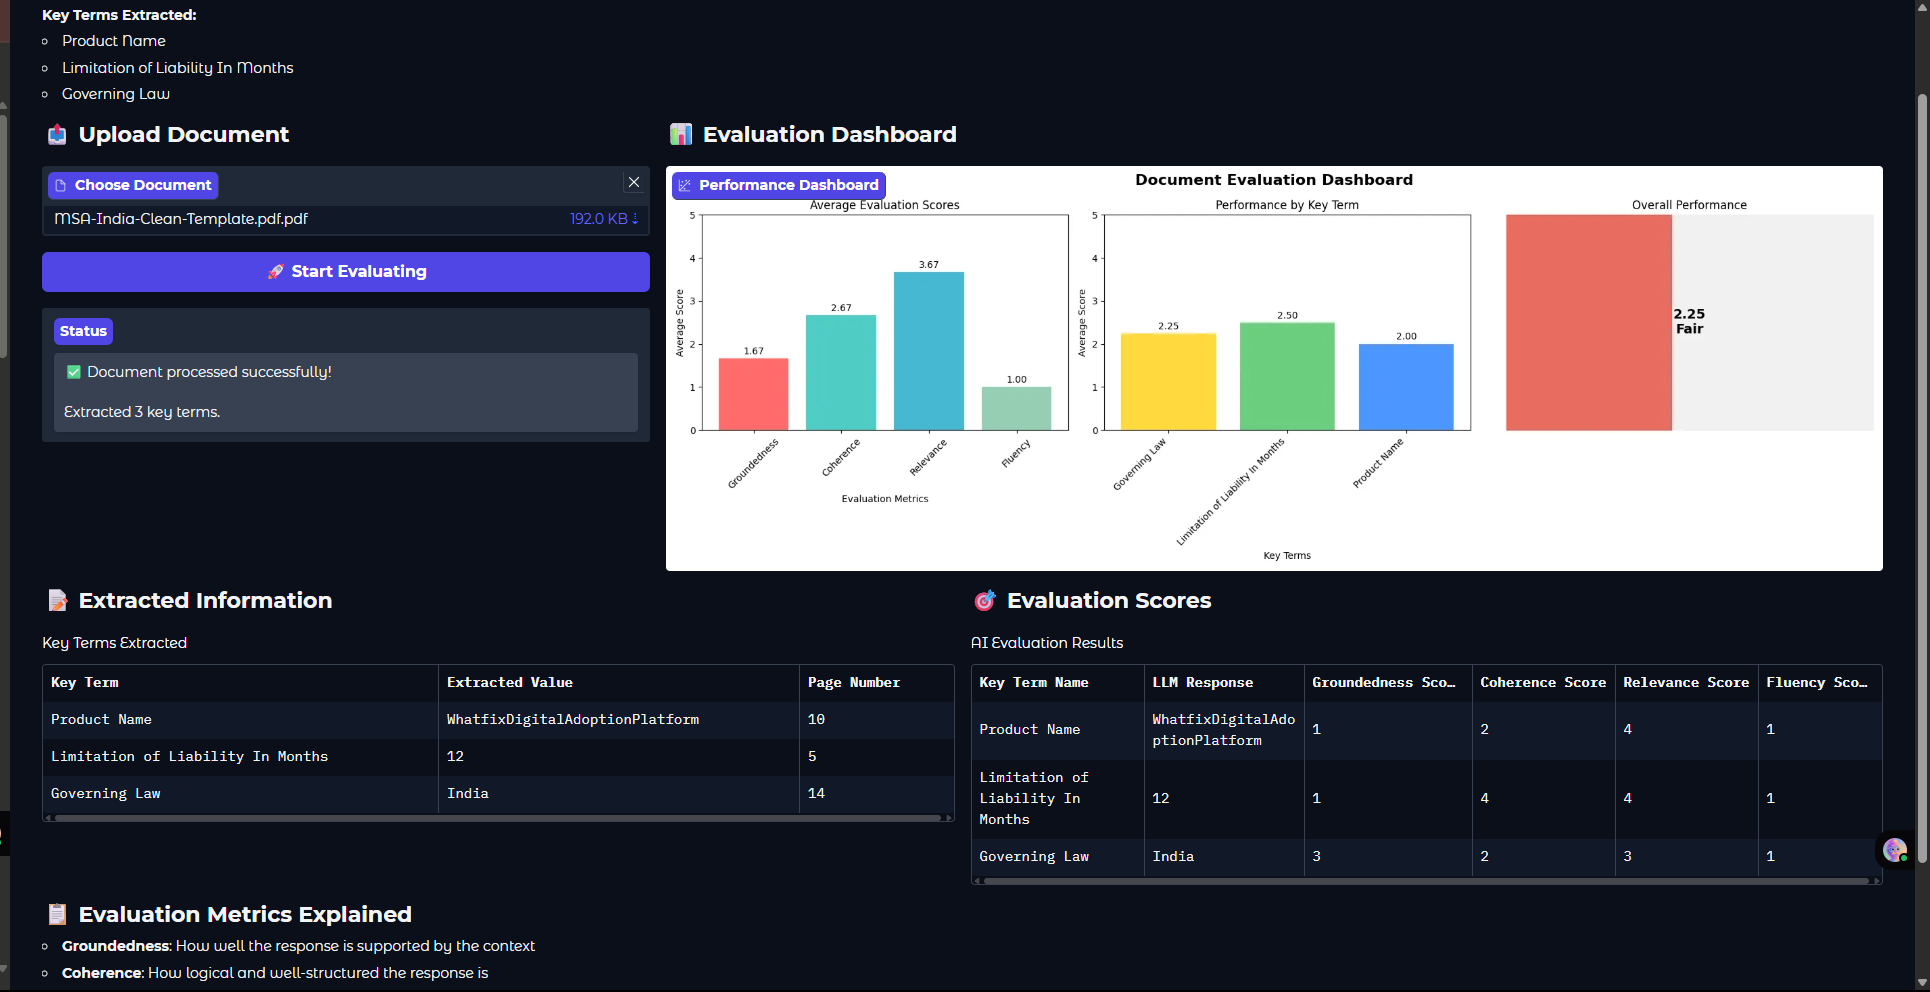 Key Terms Extracted:
Product Name
Limitation of Liability In Months
Governing Law
Upload Document
Choose Document
MSA-India-Clean-Template.pdf.pdf 192.0 KB ↓
Start Evaluating
Status
Document processed successfully!
Extracted 3 key terms.
Evaluation Dashboard
Performance Dashboard
Document Evaluation Dashboard
Average Evaluation Scores
Average Score
5
4
3
2
1
0
1.67
2.67
3.67
1.00
Groundedness
Coherence
Relevance
Fluency
Evaluation Metrics
Performance by Key Term
Average Score
5
4
3
2
1
0
2.25
2.50
2.00
Governing Law
Limitation of Liability In Months
Product Name
Key Terms
Overall Performance
2.25
Fair
Extracted Information
Key Terms Extracted
Key Term Extracted Value Page Number
Product Name WhatfixDigitalAdoptionPlatform 10
Limitation of Liability In Months 12 5
Governing Law India 14
Evaluation Scores
AI Evaluation Results
Key Term Name LLM Response Groundedness Sco… Coherence Score Relevance Score Fluency Sco…
Product Name WhatfixDigitalAdo
ptionPlatform 1 2 4 1
Limitation of
Liability In
Months 12 1 4 4 1
Governing Law India 3 2 3 1
Evaluation Metrics Explained
Groundedness: How well the response is supported by the context
Coherence: How logical and well-structured the response is